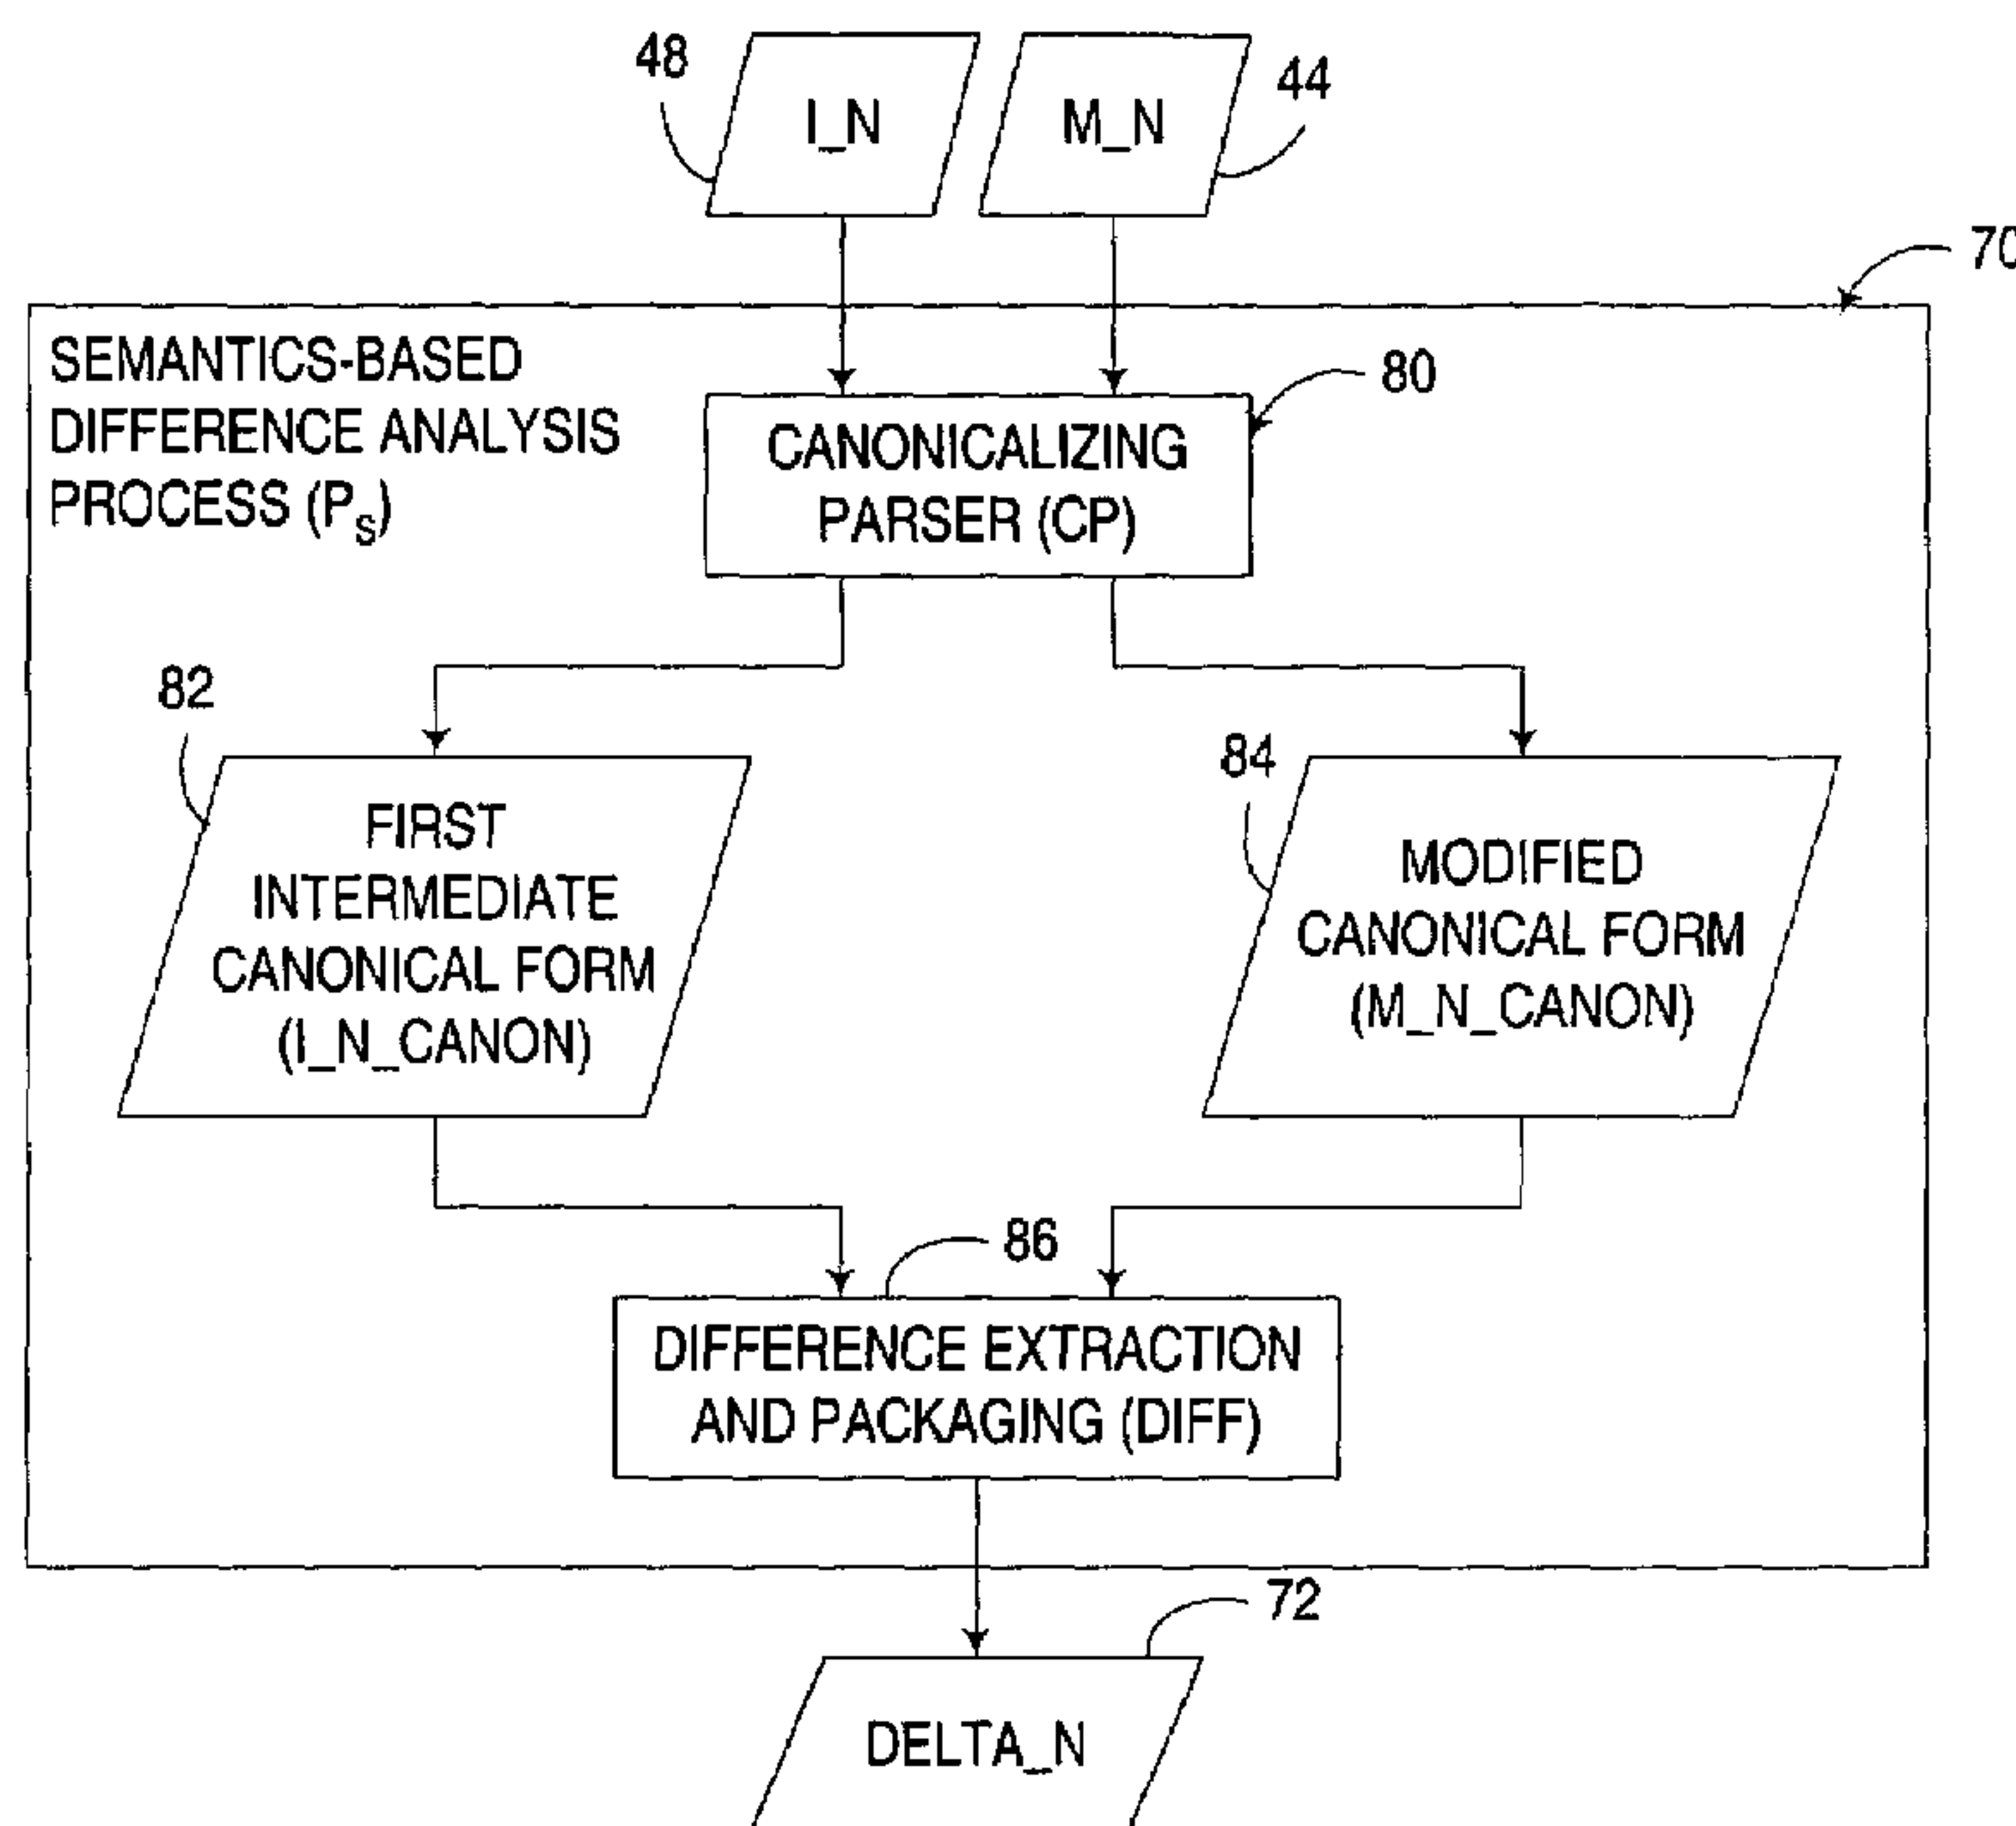 48
I_N
M_N
44
70
SEMANTICS-BASED
DIFFERENCE ANALYSIS
PROCESS (PS)
CANONICALIZING
PARSER (CP)
80
82
FIRST
INTERMEDIATE
CANONICAL FORM
(I_N_CANON)
84
MODIFIED
CANONICAL FORM
(M_N_CANON)
86
DIFFERENCE EXTRACTION
AND PACKAGING (DIFF)
72
DELTA_N